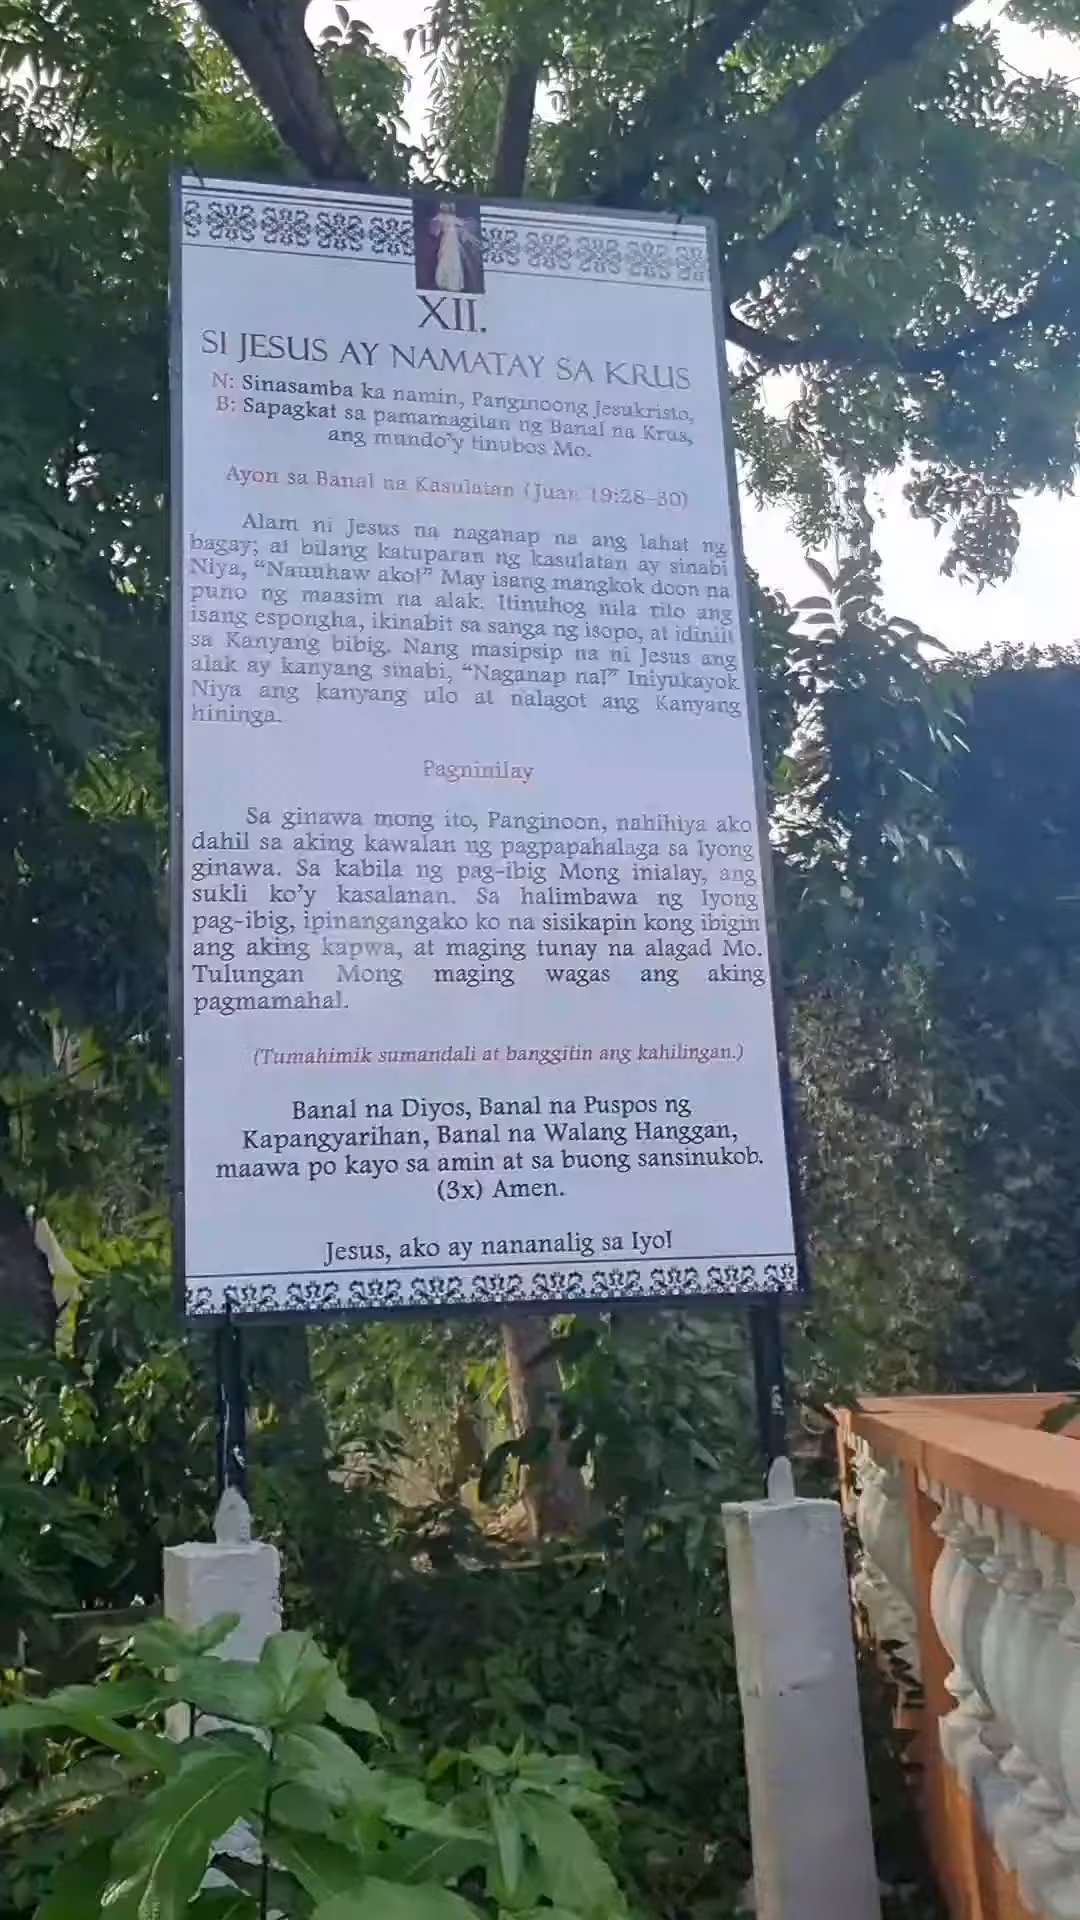 XII.
SI JESUS AY NAMATAY SA KRUS
N: Sinasamba ka namin, Panginoong Jesukristo,
B: Sapagkat sa pamamagitan ng Banal na Krus,
ang mundo'y tinubos Mo.
Ayon sa Banal na Kasulatan (Juan 19:28-30)
Alam ni Jesus na naganap na ang lahat ng
bagay; at bilang katuparan ng kasulatan ay sinabi
Niya, “Nauuhaw ako!” May isang mangkok doon na
puno ng maasim na alak. Itinuhog nila rito ang
isang espongha, ikinabit sa sanga ng isopo, at idiniit
sa Kanyang bibig. Nang masipsip na ni Jesus ang
alak ay kanyang sinabi, “Naganap na!” Iniyukayok
Niya ang kanyang ulo at nalagot ang Kanyang
hininga.
Pagninilay
Sa ginawa mong ito, Panginoon, nahihiya ako
dahil sa aking kawalan ng pagpapahalaga sa Iyong
ginawa. Sa kabila ng pag-ibig Mong inialay, ang
sukli ko'y kasalanan. Sa halimbawa ng Iyong
pag-ibig, ipinangangako ko na sisikapin kong ibigin
ang aking kapwa, at maging tunay na alagad Mo.
Tulungan Mong maging wagas ang aking
pagmamahal.
(Tumahimik sumandali at banggitin ang kahilingan.)
Banal na Diyos, Banal na Puspos ng
Kapangyarihan, Banal na Walang Hanggan,
maawa po kayo sa amin at sa buong sansinukob.
(3x) Amen.
Jesus, ako ay nananalig sa Iyo!